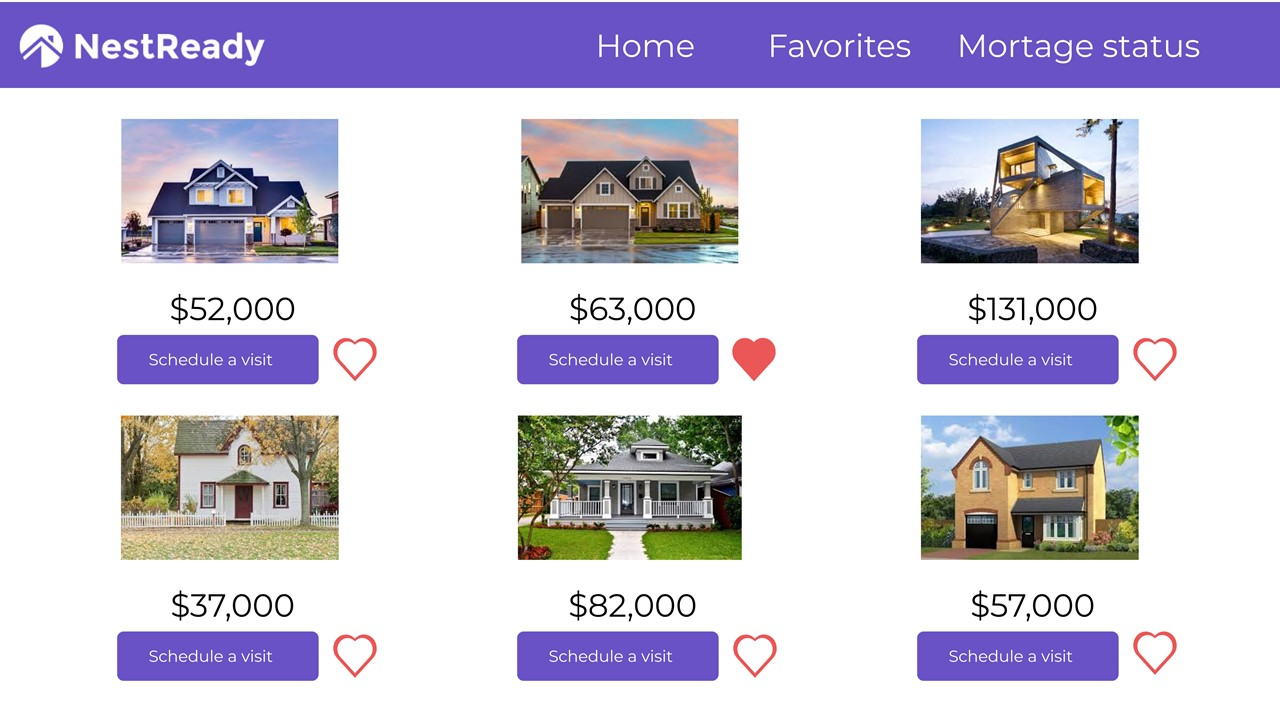 NestReady
Home Favorites Mortage status
$52,000 $63,000 $131,000
Schedule a visit Schedule a visit Schedule a visit
$37,000 $82,000 $57,000
Schedule a visit Schedule a visit Schedule a visit